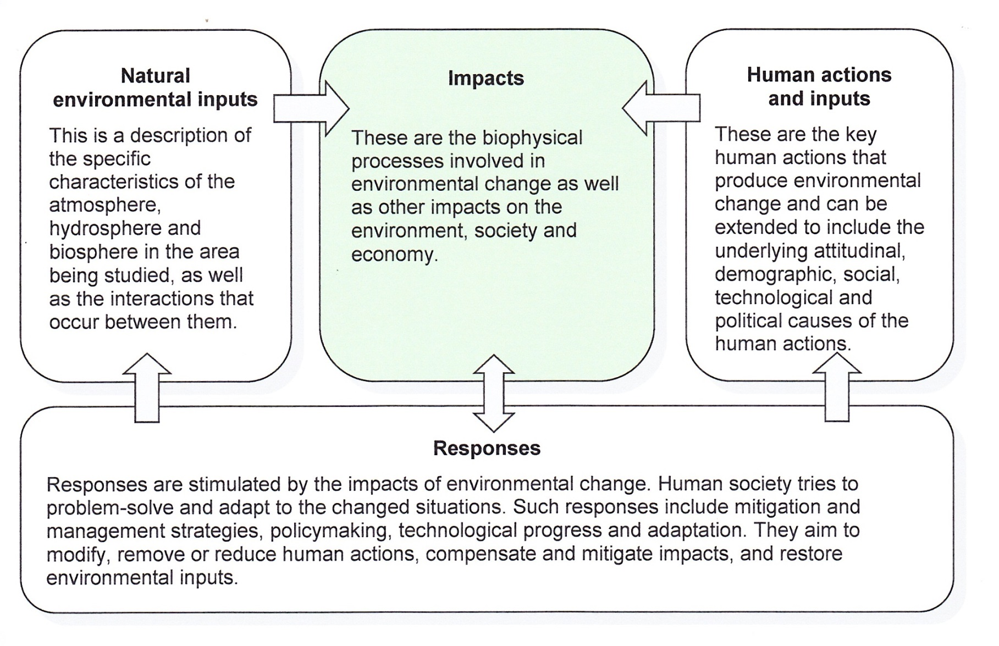 Natural
environmental inputs
This is a description of
the specific
characteristics of the
atmosphere,
hydrosphere and
biosphere in the area
being studied, as well
as the interactions that
occur between them.
Impacts
These are the biophysical
processes involved in
environmental change as well
as other impacts on the
environment, society and
economy.
Human actions
and inputs
These are the key
human actions that
produce environmental
change and can be
extended to include the
underlying attitudinal,
demographic, social,
technological and
political causes of the
human actions.
Responses
Responses are stimulated by the impacts of environmental change. Human society tries to
problem-solve and adapt to the changed situations. Such responses include mitigation and
management strategies, policymaking, technological progress and adaptation. They aim to
modify, remove or reduce human actions, compensate and mitigate impacts, and restore
environmental inputs.